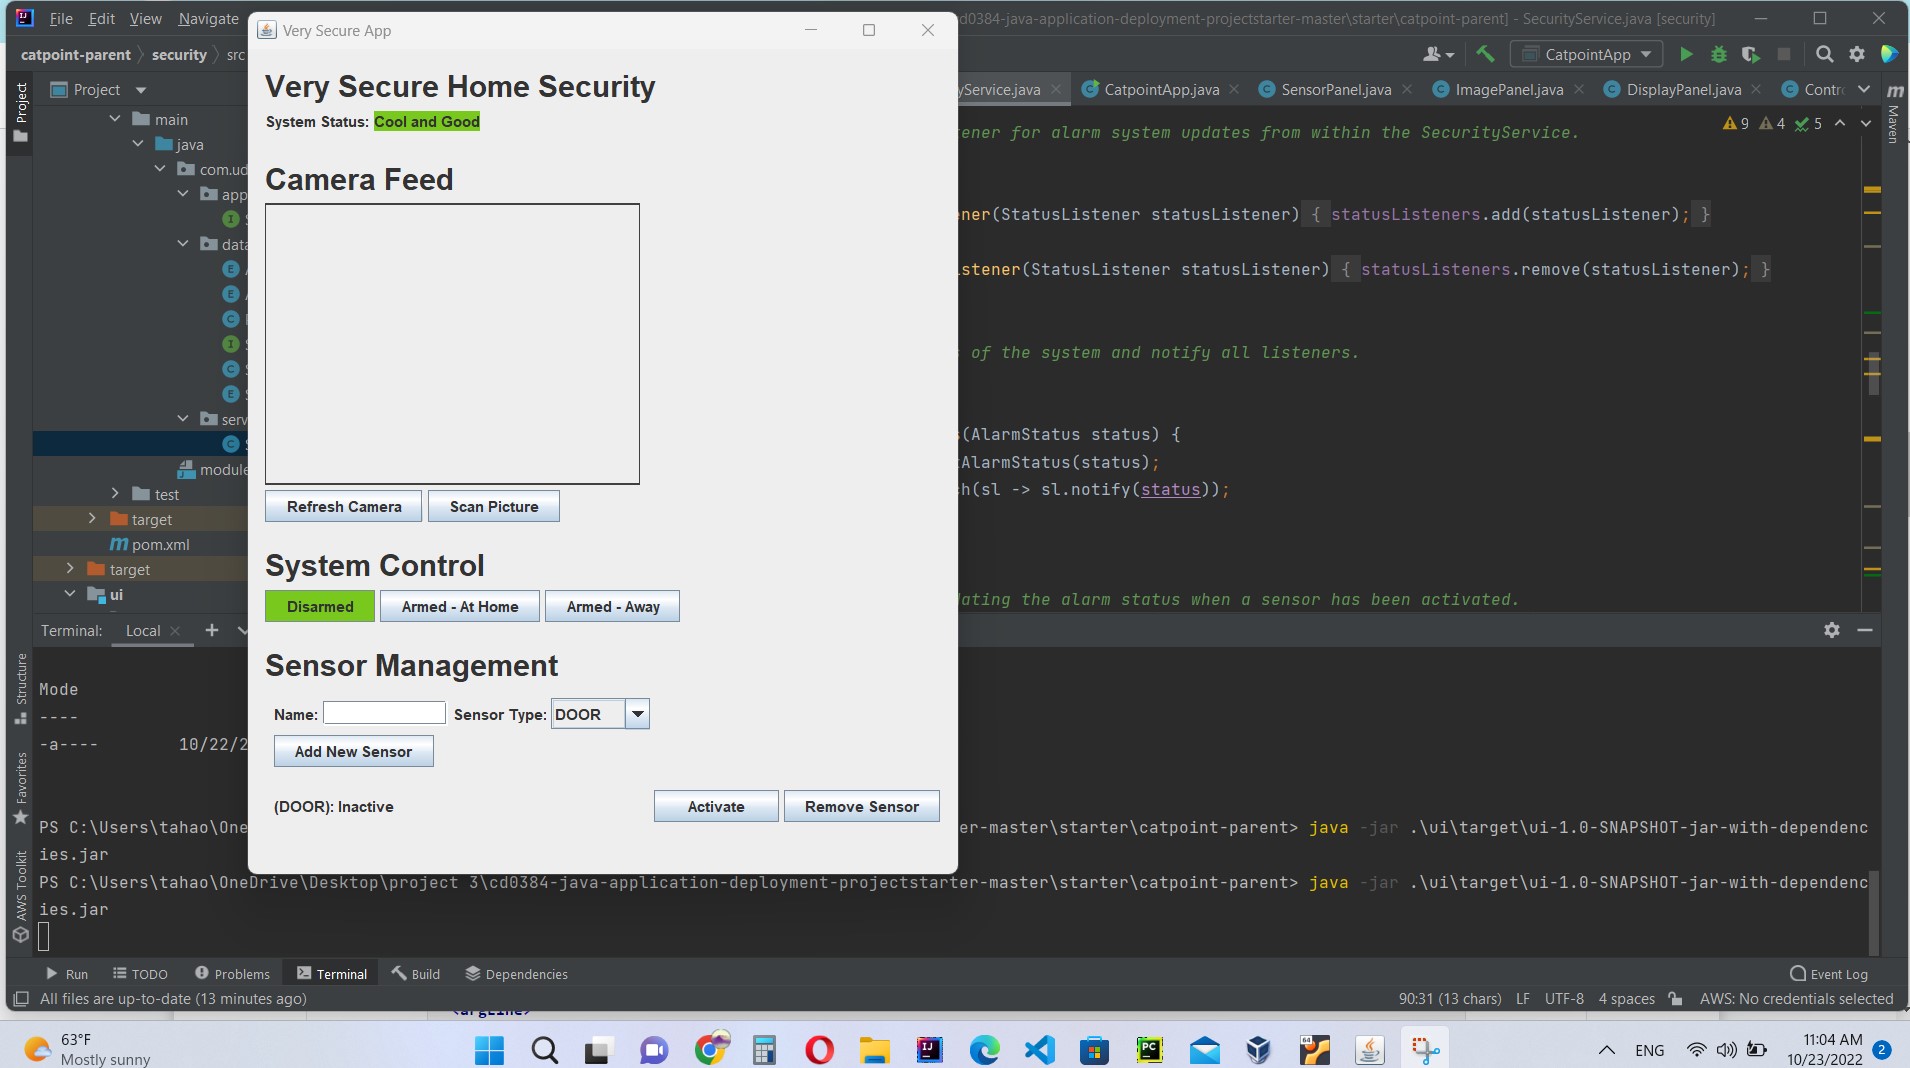 File Edit View Navigate
cd0384-java-application-deployment-projectstarter-master\starter\catpoint-parent] - SecurityService.java [security]
Very Secure App
catpoint-parent security src
CatpointApp
Project
yService.java CatpointApp.java SensorPanel.java ImagePanel.java DisplayPanel.java Contr
main
java
com.ud
app
data
serv
module
test
target
pom.xml
target
ui
Project
Structure
Favorites
AWS Toolkit
m
Maven
9 4 5
Very Secure Home Security
System Status: Cool and Good
Camera Feed
Refresh Camera Scan Picture
System Control
Disarmed Armed - At Home Armed - Away
Sensor Management
Name: Sensor Type: DOOR
Add New Sensor
(DOOR): Inactive Activate Remove Sensor
ener for alarm system updates from within the SecurityService.
ener(StatusListener statusListener) { statusListeners.add(statusListener); }
istener(StatusListener statusListener) { statusListeners.remove(statusListener); }
of the system and notify all listeners.
(AlarmStatus status) {
AlarmStatus(status);
ch(sl -> sl.notify(status));
dating the alarm status when a sensor has been activated.
Terminal: Local
Mode
----
-a---- 10/22/2
PS C:\Users\tahao\One
er-master\starter\catpoint-parent> java -jar .\ui\target\ui-1.0-SNAPSHOT-jar-with-dependenc
ies.jar
PS C:\Users\tahao\OneDrive\Desktop\project 3\cd0384-java-application-deployment-projectstarter-master\starter\catpoint-parent> java -jar .\ui\target\ui-1.0-SNAPSHOT-jar-with-dependenc
ies.jar
Run TODO Problems Terminal Build Dependencies Event Log
All files are up-to-date (13 minutes ago) 90:31 (13 chars) LF UTF-8 4 spaces AWS: No credentials selected
63°F
Mostly sunny
ENG
11:04 AM
10/23/2022
2